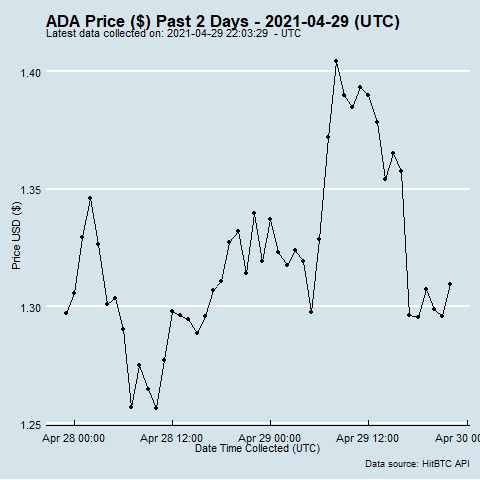 ADA Price ($) Past 2 Days - 2021-04-29 (UTC)
Latest data collected on: 2021-04-29 22:03:29 - UTC
1.40
1.35
1.30
1.25
Price USD ($)
Apr 28 00:00 Apr 28 12:00 Apr 29 00:00 Apr 29 12:00 Apr 30 00
Date Time Collected (UTC)
Data source: HitBTC API